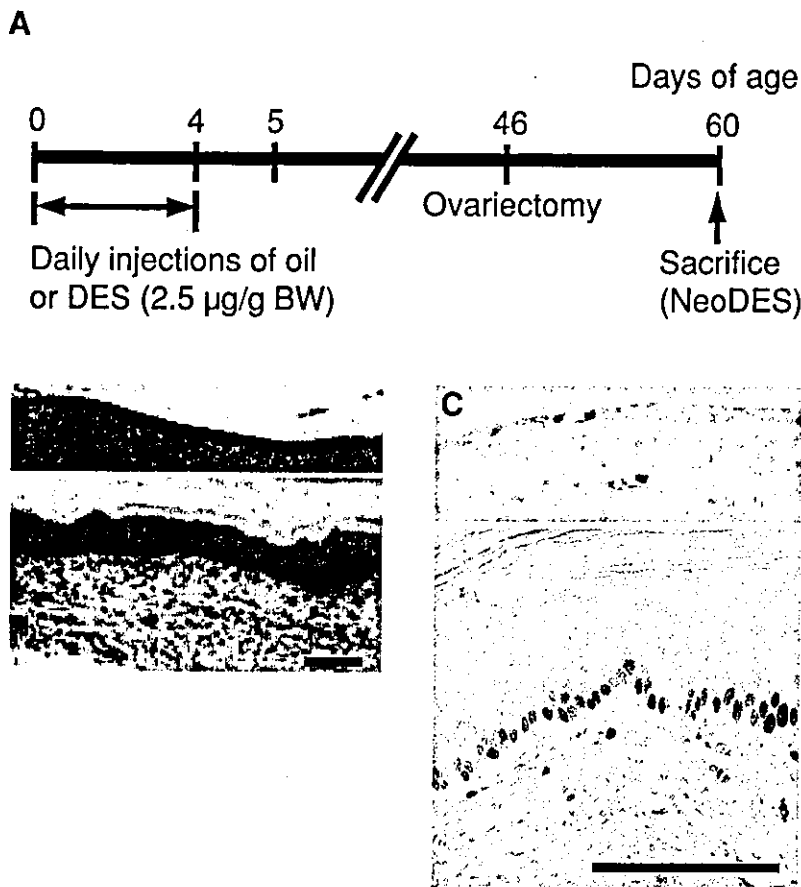 A
Days of age
0 4 5 46 60
Ovariectomy
Daily injections of oil
or DES (2.5 µg/g BW)
Sacrifice
(NeoDES)
C